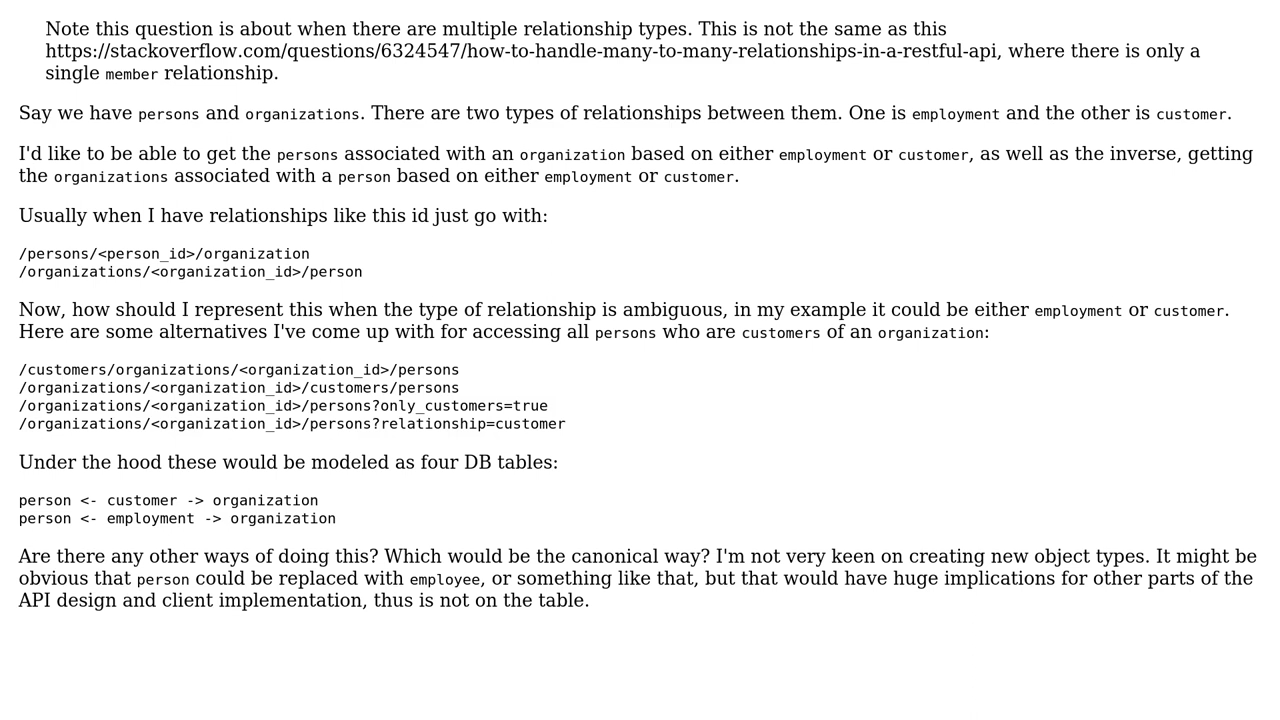 Note this question is about when there are multiple relationship types. This is not the same as this
https://stackoverflow.com/questions/6324547/how-to-handle-many-to-many-relationships-in-a-restful-api, where there is only a
single member relationship.
Say we have persons and organizations. There are two types of relationships between them. One is employment and the other is customer.
I'd like to be able to get the persons associated with an organization based on either employment or customer, as well as the inverse, getting
the organizations associated with a person based on either employment or customer.
Usually when I have relationships like this id just go with:
/persons/<person_id>/organization
/organizations/<organization_id>/person
Now, how should I represent this when the type of relationship is ambiguous, in my example it could be either employment or customer.
Here are some alternatives I've come up with for accessing all persons who are customers of an organization:
/customers/organizations/<organization_id>/persons
/organizations/<organization_id>/customers/persons
/organizations/<organization_id>/persons?only_customers=true
/organizations/<organization_id>/persons?relationship=customer
Under the hood these would be modeled as four DB tables:
person <- customer -> organization
person <- employment -> organization
Are there any other ways of doing this? Which would be the canonical way? I'm not very keen on creating new object types. It might be
obvious that person could be replaced with employee, or something like that, but that would have huge implications for other parts of the
API design and client implementation, thus is not on the table.